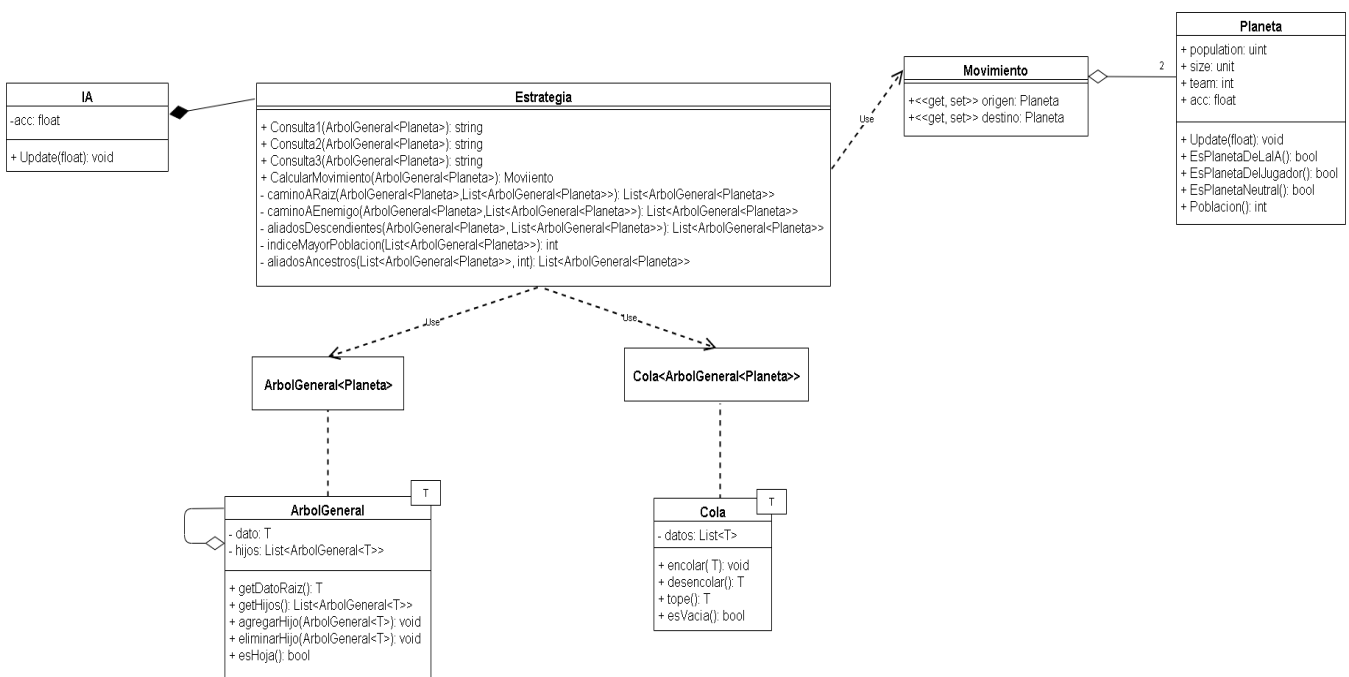 IA
-acc: float
+ Update(float): void
Estrategia
+ Consulta1(ArbolGeneral<Planeta>): string
+ Consulta2(ArbolGeneral<Planeta>): string
+ Consulta3(ArbolGeneral<Planeta>): string
+ CalcularMovimiento(ArbolGeneral<Planeta>): Moviiento
- caminoARaiz(ArbolGeneral<Planeta>,List<ArbolGeneral<Planeta>>): List<ArbolGeneral<Planeta>>
- caminoAEnemigo(ArbolGeneral<Planeta>,List<ArbolGeneral<Planeta>>): List<ArbolGeneral<Planeta>>
- aliadosDescendientes(ArbolGeneral<Planeta>, List<ArbolGeneral<Planeta>>): List<ArbolGeneral<Planeta>>
- indiceMayorPoblacion(List<ArbolGeneral<Planeta>>): int
- aliadosAncestros(List<ArbolGeneral<Planeta>>, int): List<ArbolGeneral<Planeta>>
Use
Movimiento
+<<get, set>> origen: Planeta
+<<get, set>> destino: Planeta
2
Planeta
+ population: uint
+ size: unit
+ team: int
+ acc: float
+ Update(float): void
+ EsPlanetaDeLaIA(): bool
+ EsPlanetaDelJugador(): bool
+ EsPlanetaNeutral(): bool
+ Poblacion(): int
Use
Use
ArbolGeneral<Planeta>
Cola<ArbolGeneral<Planeta>>
T
ArbolGeneral
- dato: T
- hijos: List<ArbolGeneral<T>>
+ getDatoRaiz(): T
+ getHijos(): List<ArbolGeneral<T>>
+ agregarHijo(ArbolGeneral<T>): void
+ eliminarHijo(ArbolGeneral<T>): void
+ esHoja(): bool
T
Cola
- datos: List<T>
+ encolar( T): void
+ desencolar(): T
+ tope(): T
+ esVacia(): bool